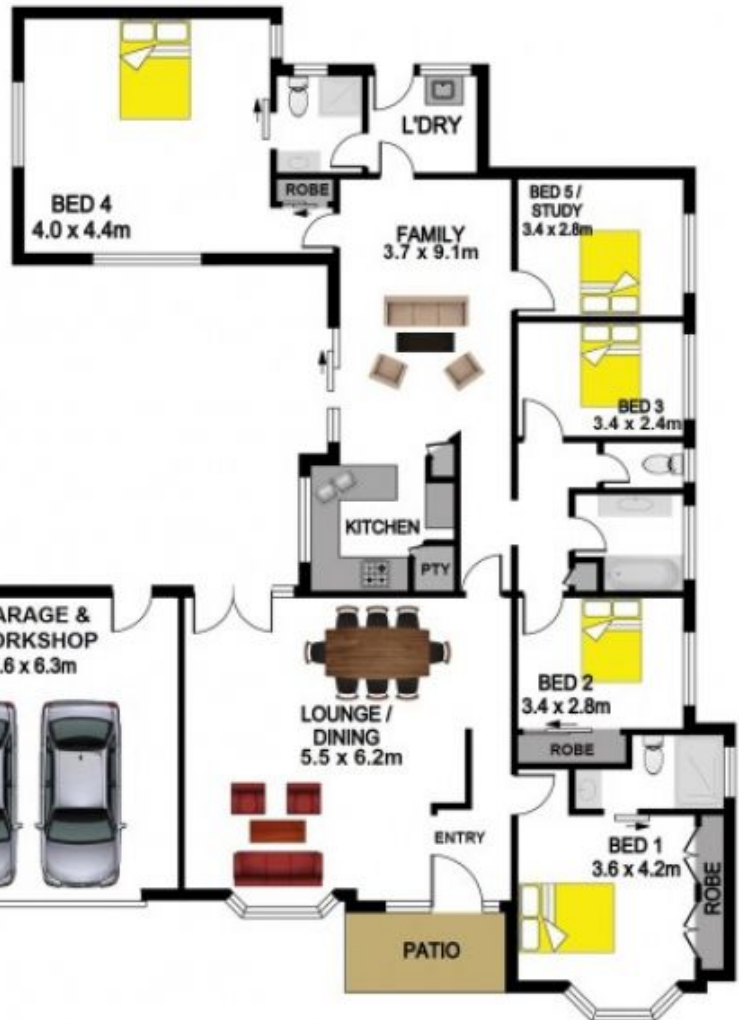 L'DRY
ROBE
BED 4
4.0 x 4.4m
BED 5 /
STUDY
3.4 x 2.8m
FAMILY
3.7 x 9.1m
BED 3
3.4 x 2.4m
KITCHEN
PTY
ARAGE &
ORKSHOP
.6 x 6.3m
LOUNGE /
DINING
5.5 x 6.2m
BED 2
3.4 x 2.8m
ROBE
ENTRY
BED 1
3.6 x 4.2m
ROBE
PATIO